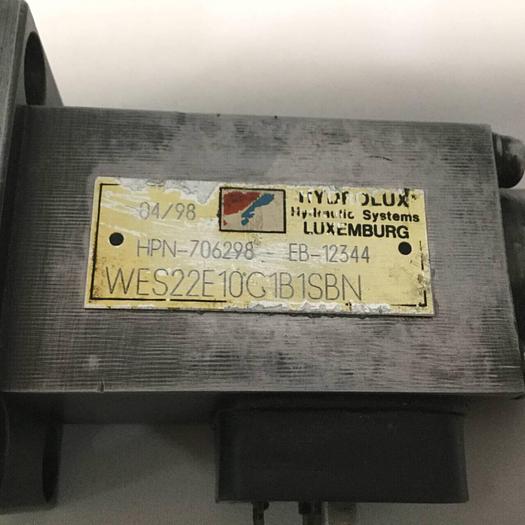 04/98
HYDROLUX
Hydraulic Systems
LUXEMBURG
HPN-706298 - EB-12344
WES22E10G1B1SBN